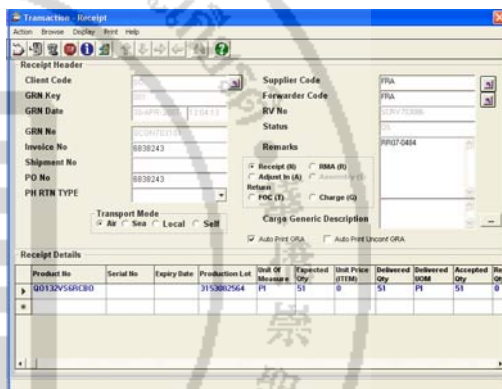 Transaction - Receipt
Action Browse Display Print Help
Receipt Header
Client Code
GRN Key
GRN Date
GRN No
Invoice No 6838243
Shipment No
PO No 6838243
PH RTN TYPE
Transport Mode
Air Sea Local Self
Supplier Code FRA
Forwarder Code FRA
RV No
Status
Remarks RR07-0484
Receipt (N) RMA (R)
Adjust In (A)
Return
FOC (T) Charge (Q)
Cargo Generic Description
Auto Print GRA Auto Print Uncont GRA
Receipt Details
Product No Serial No Expiry Date Production Lot Unit Of Measure Expected Qty Unit Price (ITEM) Delivered Qty Delivered UOM Accepted Qty
3153082564 PI 51 0 51 PI 51 0